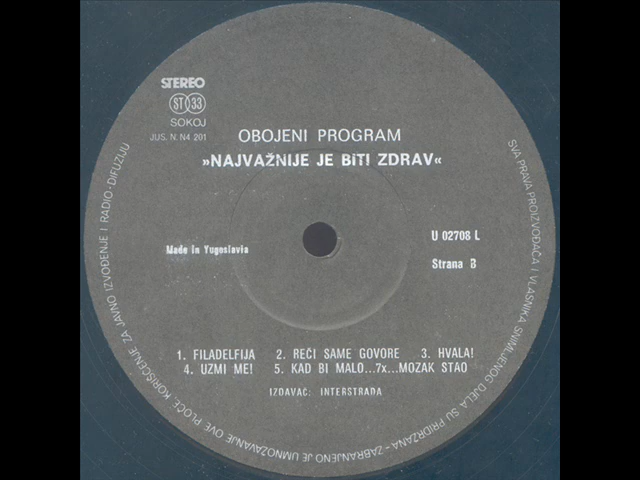 STEREO
ST 33
SOKOJ
JUS. N. N4 201
OBOJENI PROGRAM
»NAJVAŽNIJE JE BITI ZDRAV«
Made in Yugoslavia
U 02708 L
Strana B
1. FILADELFIJA 2. REČI SAME GOVORE 3. HVALA!
4. UZMI ME! 5. KAD BI MALO...7x...MOZAK STAO
IZDAVAČ: INTERSTRADA
SVA PRAVA PROIZVOĐAČA I VLASNIKA SNIMLJENOG DJELA SU PRIDRŽANA - ZABRANJENO JE UMNOŽAVANJE OVE PLOČE, KORIŠĆENJE ZA JAVNO IZVOĐENJE I RADIO-DIFUZIJU